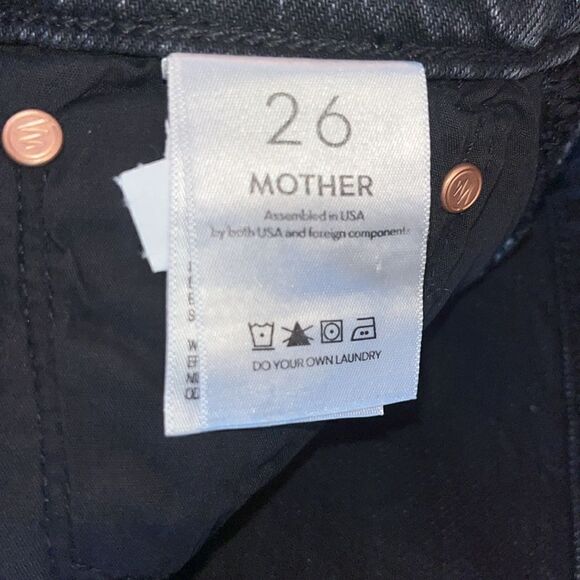 26
MOTHER
Assembled in USA
by both USA and foreign components
DO YOUR OWN LAUNDRY